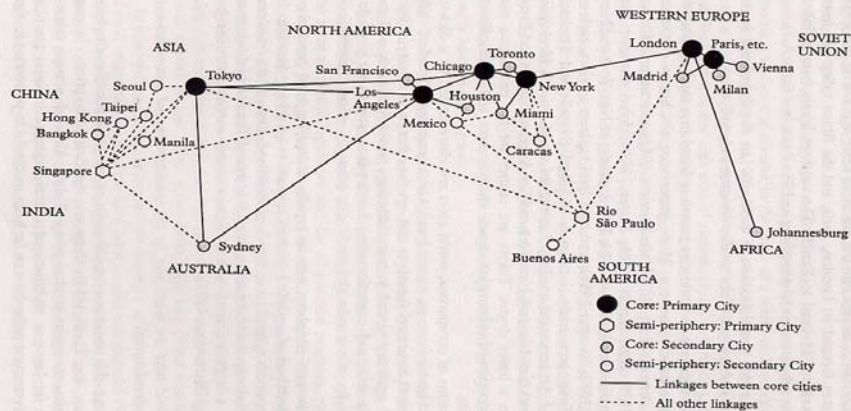 WESTERN EUROPE
NORTH AMERICA
SOVIET
UNION
ASIA
Toronto
London
Paris, etc.
Chicago
San Francisco
Tokyo
Seoul
New York
Madrid
Vienna
Milan
CHINA
Los
Angeles
Houston
Taipei
Hong Kong
Miami
Mexico
Bangkok
Manila
Caracas
Singapore
INDIA
Rio
São Paulo
Johannesburg
Sydney
AFRICA
Buenos Aires
AUSTRALIA
SOUTH
AMERICA
Core: Primary City
Semi-periphery: Primary City
Core: Secondary City
Semi-periphery: Secondary City
Linkages between core cities
All other linkages